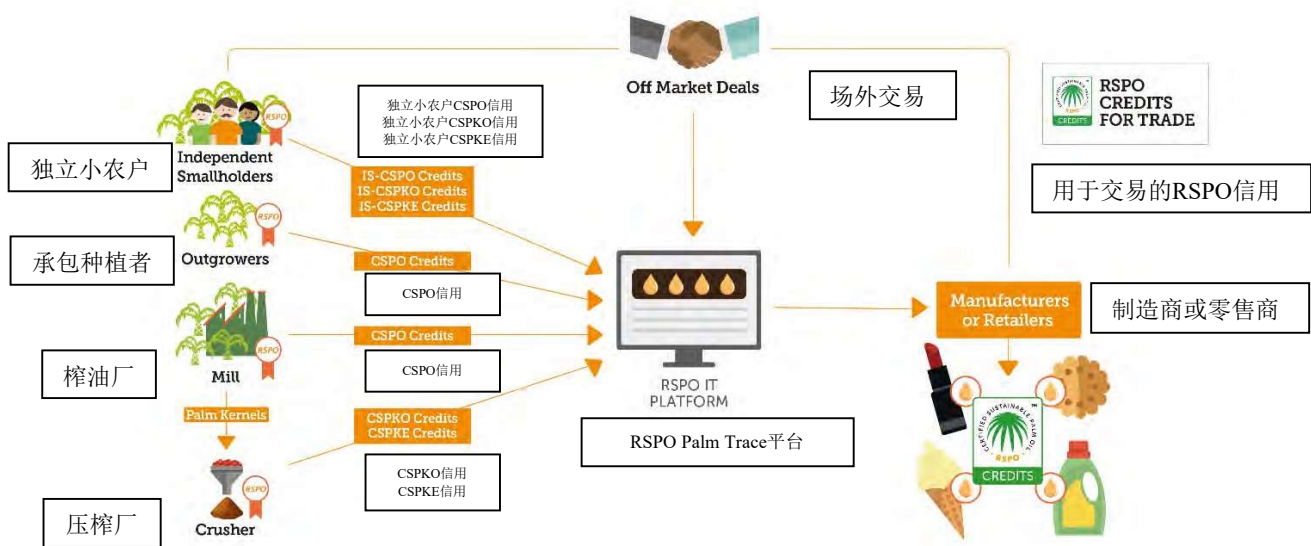 Off Market Deals
场外交易
RSPO
CREDITS
RSPO
CREDITS
FOR TRADE
用于交易的RSPO信用
独立小农户CSPO信用
独立小农户CSPKO信用
独立小农户CSPKE信用
RSPO
独立小农户
Independent
Smallholders
IS-CSPO Credits
IS-CSPKO Credits
IS-CSPKE Credits
RSPO
承包种植者
Outgrowers
CSPO Credits
CSPO信用
RSPO
榨油厂
Mill
CSPO Credits
CSPO信用
Palm Kernels
CSPKO Credits
CSPKE Credits
CSPKO信用
CSPKE信用
RSPO
压榨厂
Crusher
RSPO IT
PLATFORM
RSPO Palm Trace平台
Manufacturers
or Retailers
制造商或零售商
CERTIFIED SUSTAINABLE PALM OIL
TM
RSPO
CREDITS